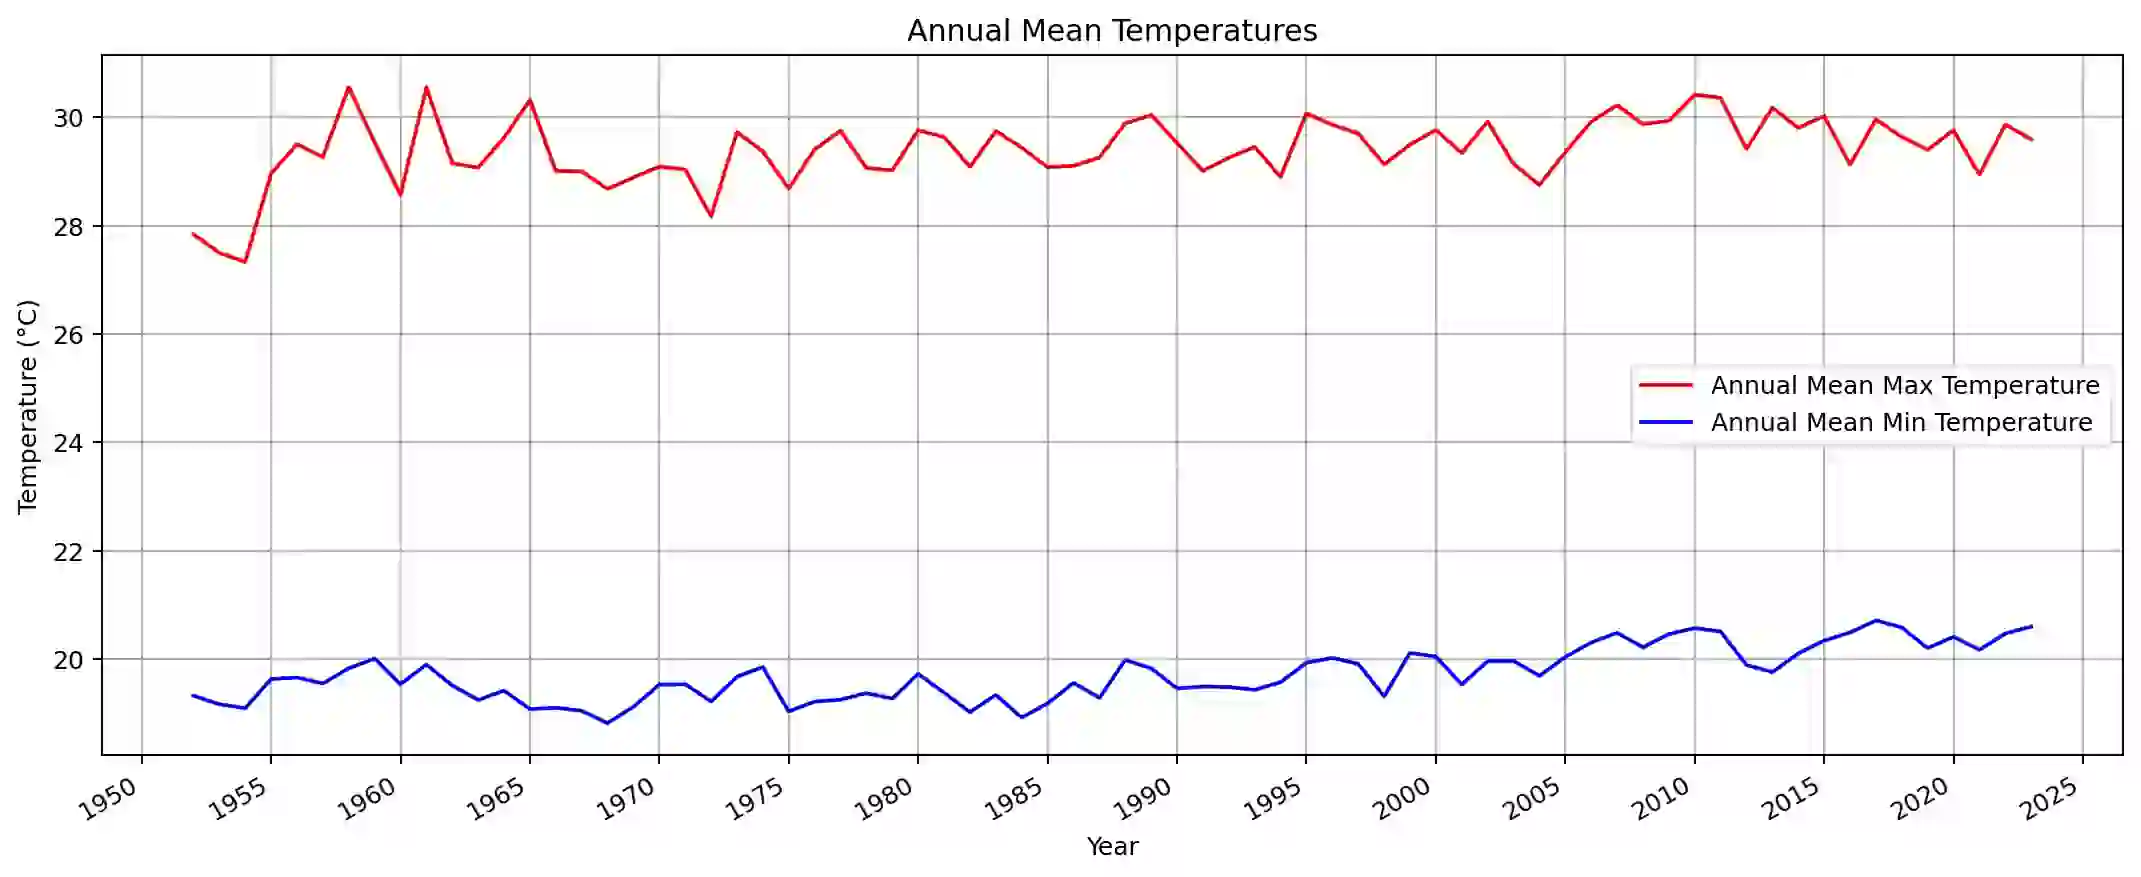 Annual Mean Temperatures
Temperature (°C)
30
28
26
24
22
20
Annual Mean Max Temperature
Annual Mean Min Temperature
1950 1955 1960 1965 1970 1975 1980 1985 1990 1995 2000 2005 2010 2015 2020 2025
Year